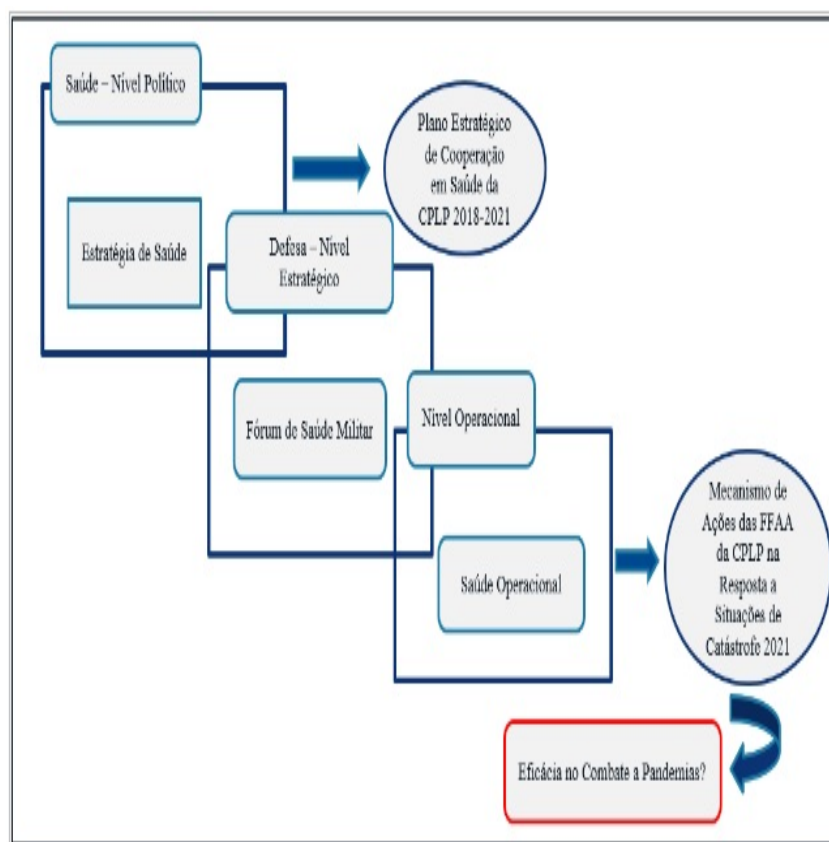 Saúde – Nível Político
Plano Estratégico
de Cooperação
em Saúde da
CPLP 2018-2021
Estratégia de Saúde
Defesa – Nível
Estratégico
Fórum de Saúde Militar
Nível Operacional
Mecanismo de
Ações das FFAA
da CPLP na
Resposta a
Situações de
Catástrofe 2021
Saúde Operacional
Eficácia no Combate a Pandemias?